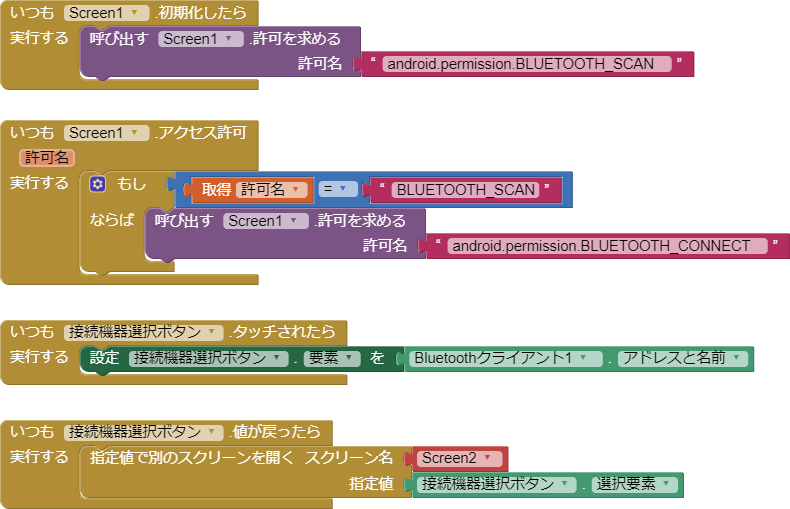 いつも Screen1 .初期化したら
実行する 呼び出す Screen1 .許可を求める
許可名 “ android.permission.BLUETOOTH_SCAN ”
いつも Screen1 .アクセス許可
許可名
実行する もし 取得 許可名 = “ BLUETOOTH_SCAN ”
ならば 呼び出す Screen1 .許可を求める
許可名 “ android.permission.BLUETOOTH_CONNECT ”
いつも 接続機器選択ボタン .タッチされたら
実行する 設定 接続機器選択ボタン . 要素 を Bluetoothクライアント1 . アドレスと名前
いつも 接続機器選択ボタン .値が戻ったら
実行する 指定値で別のスクリーンを開く スクリーン名 Screen2
指定値 接続機器選択ボタン . 選択要素